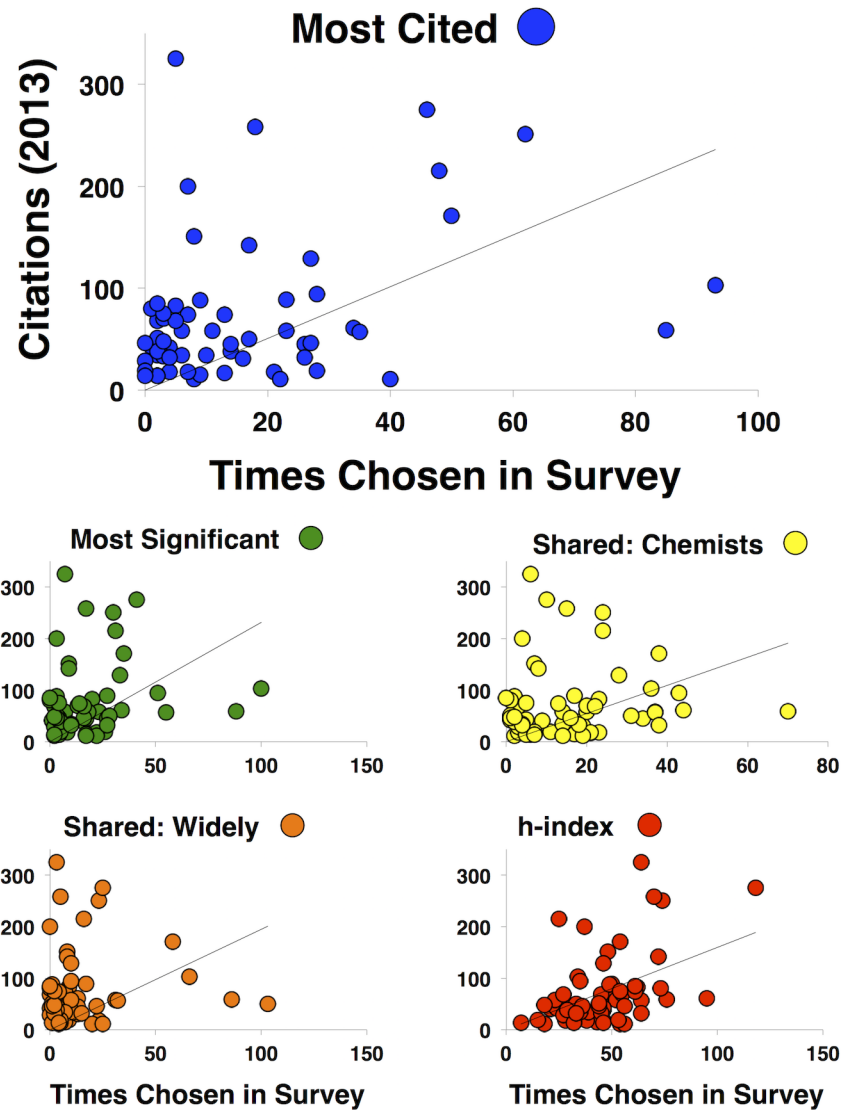 Most Cited
Citations (2013)
300
200
100
0
0 20 40 60 80 100
Times Chosen in Survey
Most Significant
300
200
100
0
0 50 100 150
Shared: Chemists
300
200
100
0
0 20 40 60 80
Shared: Widely
300
200
100
0
0 50 100 150
Times Chosen in Survey
h-index
300
200
100
0
0 50 100 150
Times Chosen in Survey